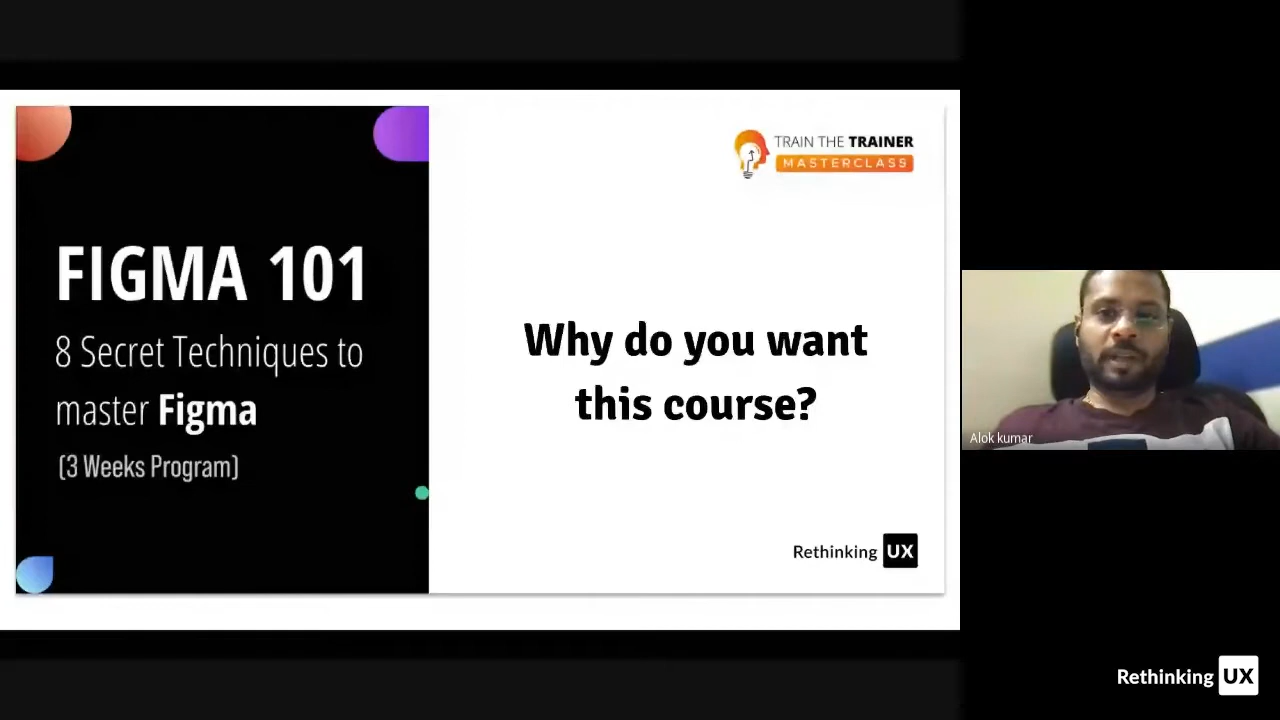 FIGMA 101
8 Secret Techniques to
master Figma
(3 Weeks Program)
TRAIN THE TRAINER
MASTERCLASS
Why do you want
this course?
Rethinking UX
Alok kumar
Rethinking UX